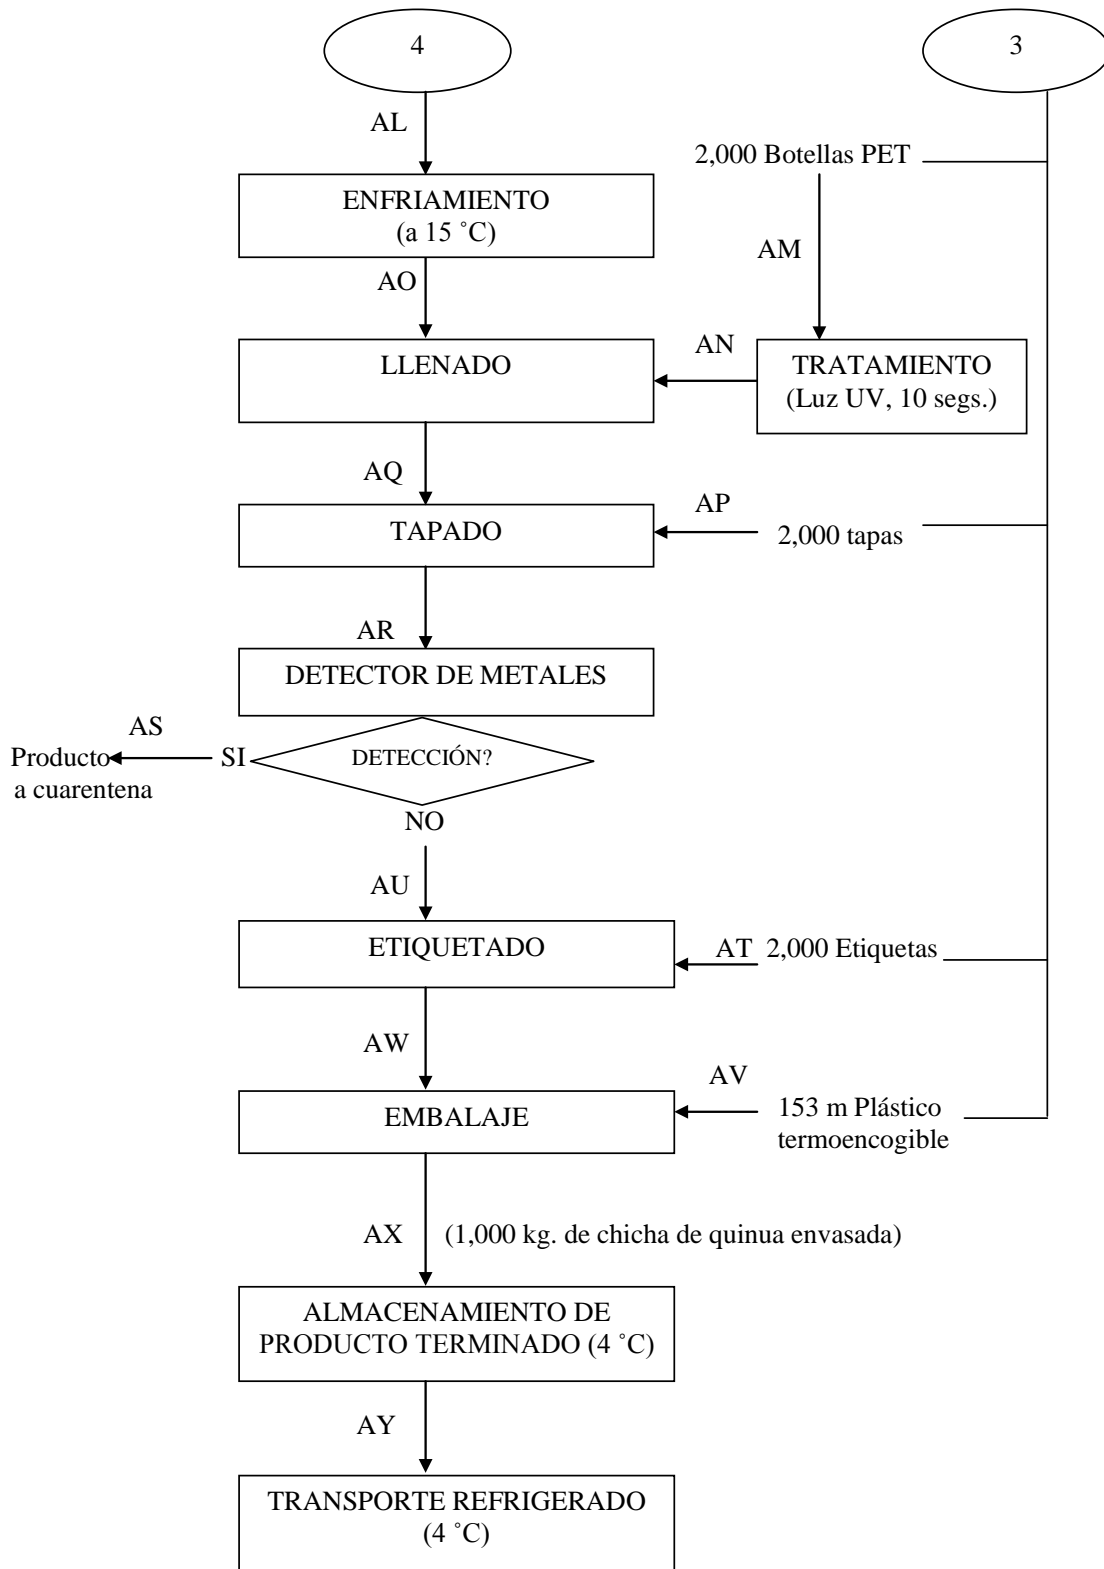 4
3
AL
2,000 Botellas PET
ENFRIAMIENTO
(a 15 ˚C)
AM
AO
LLENADO
AN
TRATAMIENTO
(Luz UV, 10 segs.)
AQ
AP
TAPADO
2,000 tapas
AR
DETECTOR DE METALES
AS
Producto
a cuarentena
SI
DETECCIÓN?
NO
AU
ETIQUETADO
AT
2,000 Etiquetas
AW
AV
EMBALAJE
153 m Plástico
termoencogible
AX
(1,000 kg. de chicha de quinua envasada)
ALMACENAMIENTO DE
PRODUCTO TERMINADO (4 ˚C)
AY
TRANSPORTE REFRIGERADO
(4 ˚C)